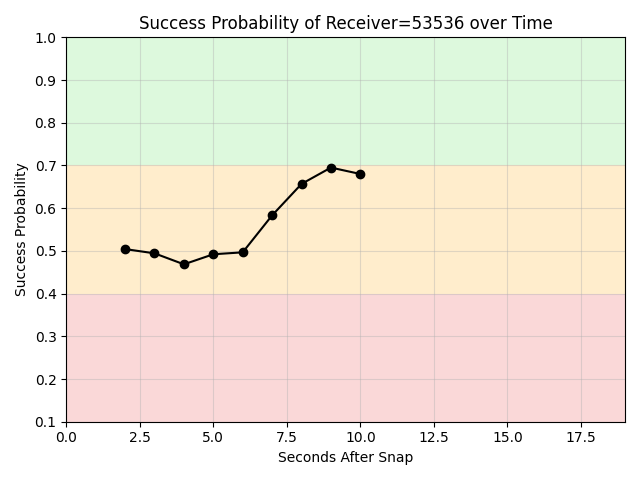 Success Probability of Receiver=53536 over Time
1.0
0.9
0.8
0.7
0.6
0.5
0.4
0.3
0.2
0.1
Success Probability
0.0 2.5 5.0 7.5 10.0 12.5 15.0 17.5
Seconds After Snap